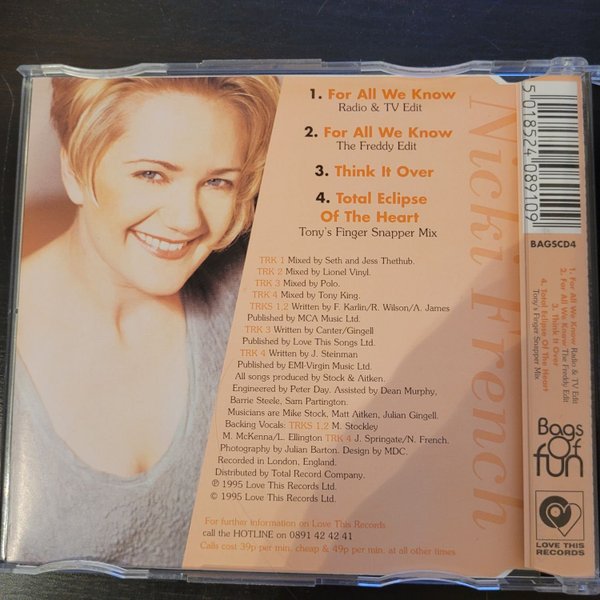 1. For All We Know
Radio & TV Edit
2. For All We Know
The Freddy Edit
3. Think It Over
4. Total Eclipse
Of The Heart
Tony's Finger Snapper Mix
TRK 1 Mixed by Seth and Jess Thethub.
TRK 2 Mixed by Lionel Vinyl.
TRK 3 Mixed by Polo.
TRK 4 Mixed by Tony King.
TRKS 1,2 Written by F. Karlin/R. Wilson/A. James
Published by MCA Music Ltd.
TRK 3 Written by Canter/Gingell
Published by Love This Songs Ltd.
TRK 4 Written by J. Steinman
Published by EMI-Virgin Music Ltd.
All songs produced by Stock & Aitken.
Engineered by Peter Day. Assisted by Dean Murphy,
Barrie Steele, Sam Partington.
Musicians are Mike Stock, Matt Aitken, Julian Gingell.
Backing Vocals: TRKS 1,2 M. Stockley
M. McKenna/L. Ellington TRK 4 J. Springate/N. French.
Photography by Julian Barton. Design by MDC.
Recorded in London, England.
Distributed by Total Record Company.
℗ 1995 Love This Records Ltd.
© 1995 Love This Records Ltd.
For further information on Love This Records
call the HOTLINE on 0891 42 42 41
Calls cost 39p per min. cheap & 49p per min. at all other times
Nicki French
5 018524 089109
BAGSCD4
1. For All We Know Radio & TV Edit
2. For All We Know The Freddy Edit
3. Think It Over
4. Total Eclipse Of The Heart
Tony's Finger Snapper Mix
Bags
Of
fun
LOVE THIS
RECORDS